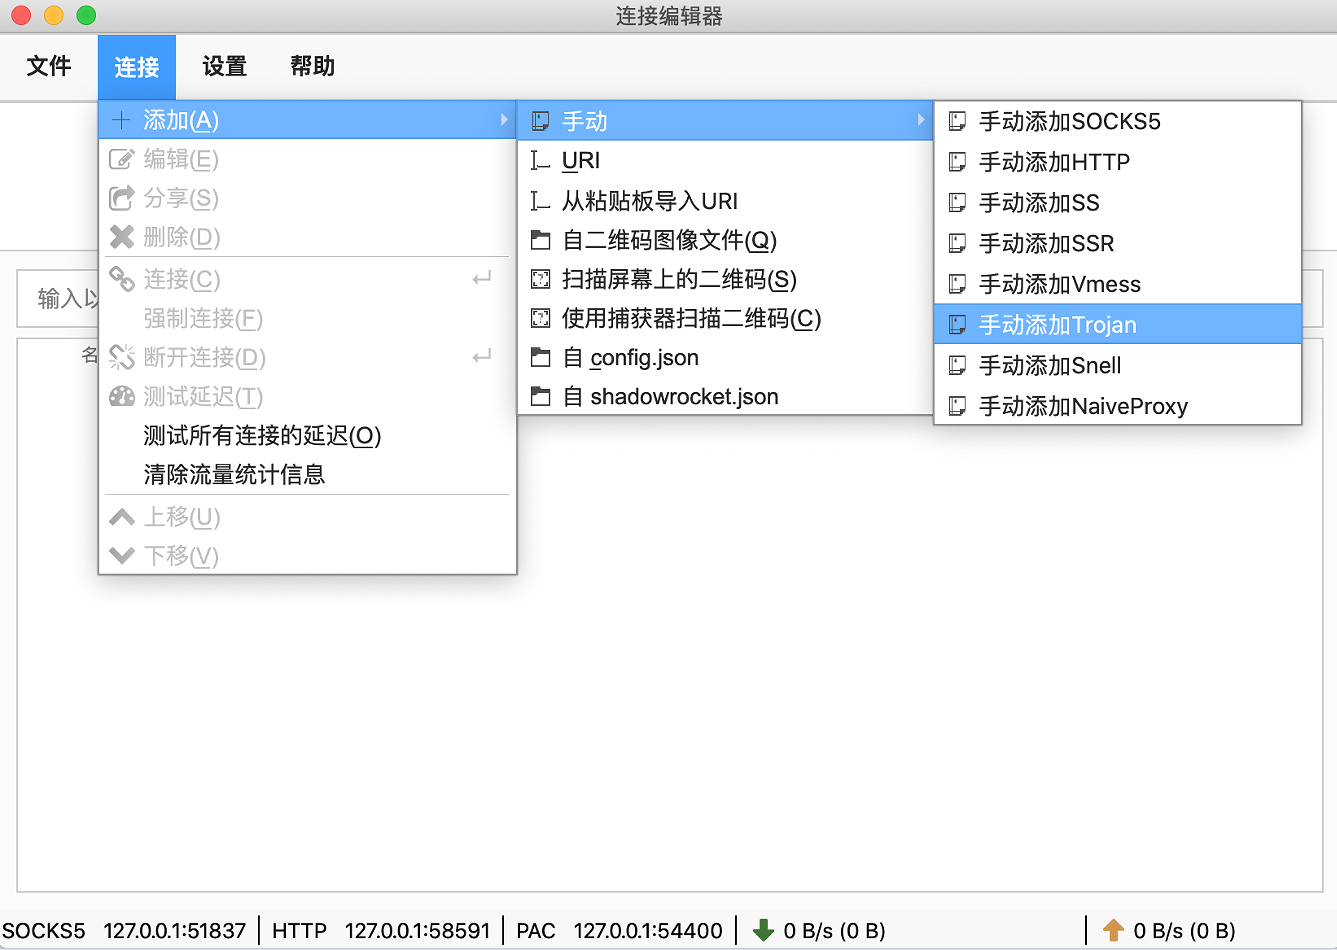 连接编辑器
文件 连接 设置 帮助
添加(A)
编辑(E)
分享(S)
删除(D)
连接(C)
强制连接(F)
断开连接(D)
测试延迟(T)
测试所有连接的延迟(O)
清除流量统计信息
上移(U)
下移(V)
手动
URI
从粘贴板导入URI
自二维码图像文件(Q)
扫描屏幕上的二维码(S)
使用捕获器扫描二维码(C)
自 config.json
自 shadowrocket.json
手动添加SOCKS5
手动添加HTTP
手动添加SS
手动添加SSR
手动添加Vmess
手动添加Trojan
手动添加Snell
手动添加NaiveProxy
输入以
名
SOCKS5 127.0.0.1:51837 HTTP 127.0.0.1:58591 PAC 127.0.0.1:54400 0 B/s (0 B) 0 B/s (0 B)